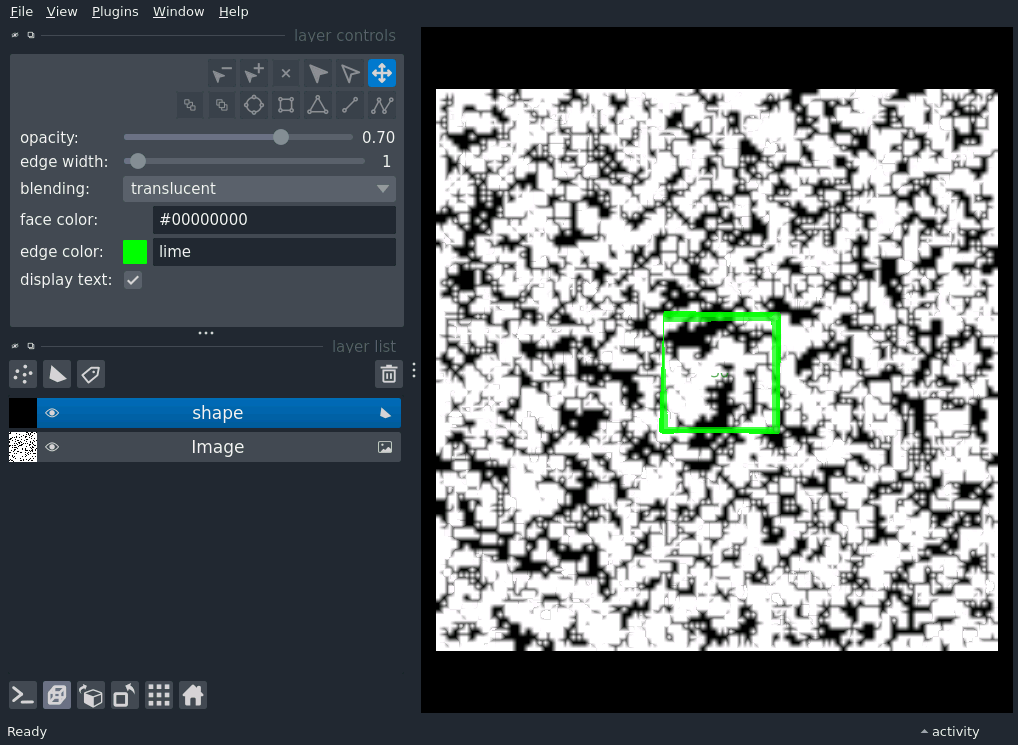 File View Plugins Window Help
layer controls
opacity: 0.70
edge width: 1
blending: translucent
face color: #00000000
edge color: lime
display text:
layer list
shape
Image
Ready
activity